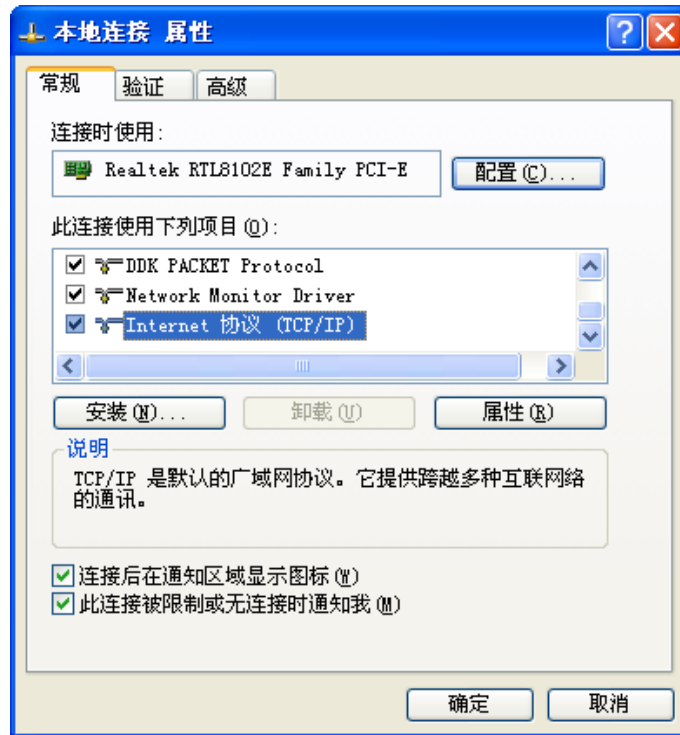 本地连接 属性
常规 验证 高级
连接时使用:
Realtek RTL8102E Family PCI-E 配置(C)...
此连接使用下列项目(O):
DDK PACKET Protocol
Network Monitor Driver
Internet 协议 (TCP/IP)
安装(N)... 卸载(U) 属性(R)
说明
TCP/IP 是默认的广域网协议。它提供跨越多种互联网络
的通讯。
连接后在通知区域显示图标(W)
此连接被限制或无连接时通知我(M)
确定 取消